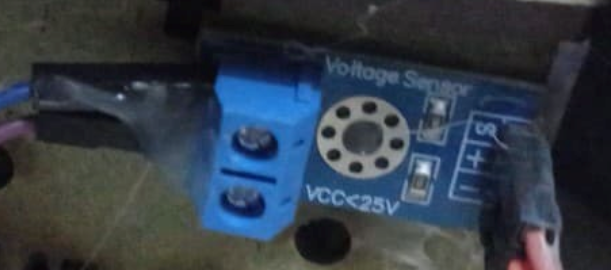 Voltage Sensor
S
+
-
VCC<25V